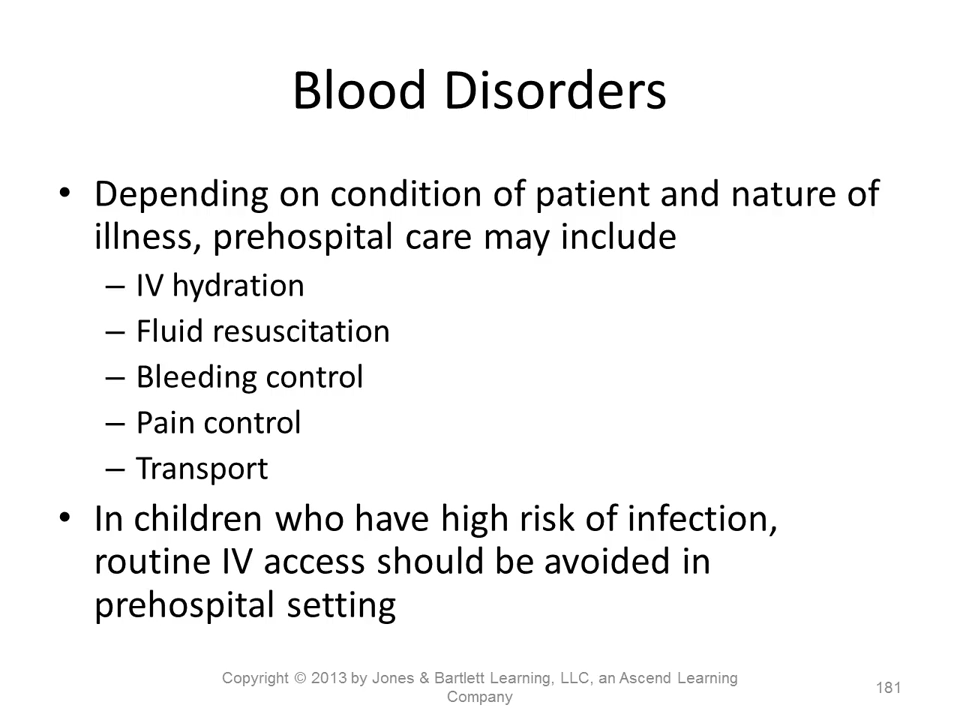 Blood Disorders
• Depending on condition of patient and nature of
illness, prehospital care may include
– IV hydration
– Fluid resuscitation
– Bleeding control
– Pain control
– Transport
• In children who have high risk of infection,
routine IV access should be avoided in
prehospital setting
Copyright © 2013 by Jones & Bartlett Learning, LLC, an Ascend Learning
Company
181